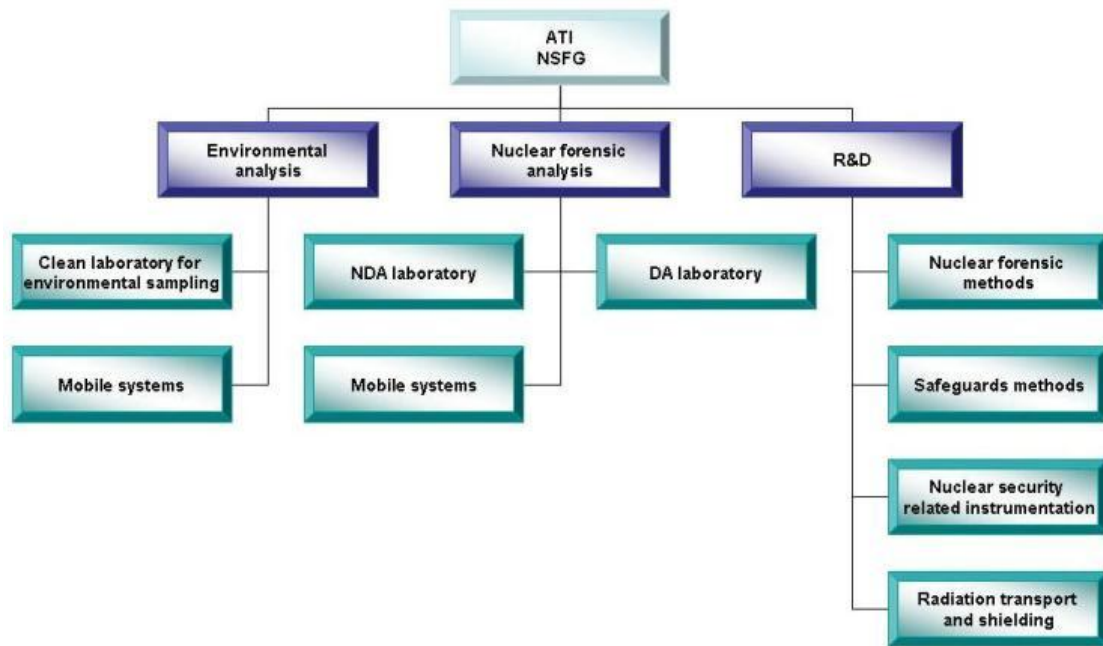 ATI
NSFG
Environmental
analysis
Nuclear forensic
analysis
R&D
Clean laboratory for
environmental sampling
NDA laboratory
DA laboratory
Nuclear forensic
methods
Mobile systems
Mobile systems
Safeguards methods
Nuclear security
related instrumentation
Radiation transport
and shielding